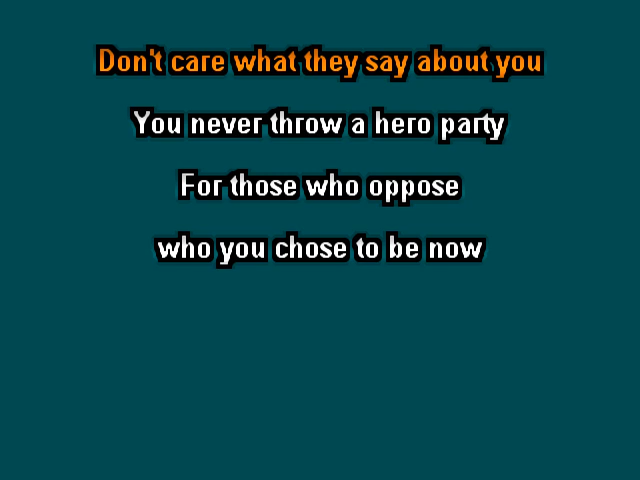 Don't care what they say about you
You never throw a hero party
For those who oppose
who you chose to be now